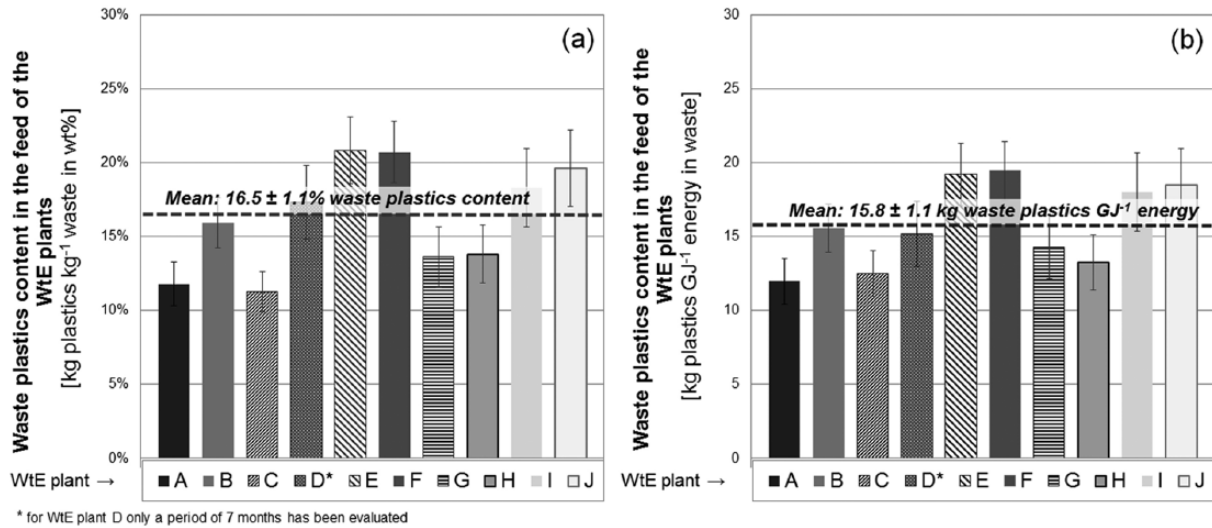 Waste plastics content in the feed of the
WtE plants
[kg plastics kg-1 waste in wt%]
30%
25%
20%
15%
10%
5%
0%
(a)
Mean: 16.5 ± 1.1% waste plastics content
WtE plant → A B C D* E F G H I J
* for WtE plant D only a period of 7 months has been evaluated
Waste plastics content in the feed of the
WtE plants
[kg plastics GJ-1 energy in waste]
30
25
20
15
10
5
0
(b)
Mean: 15.8 ± 1.1 kg waste plastics GJ-1 energy
WtE plant → A B C D* E F G H I J